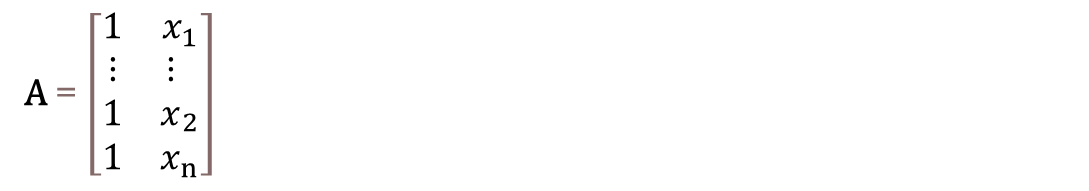 1 x₁
⋮ ⋮
A = 1 x₂
1 xₙ